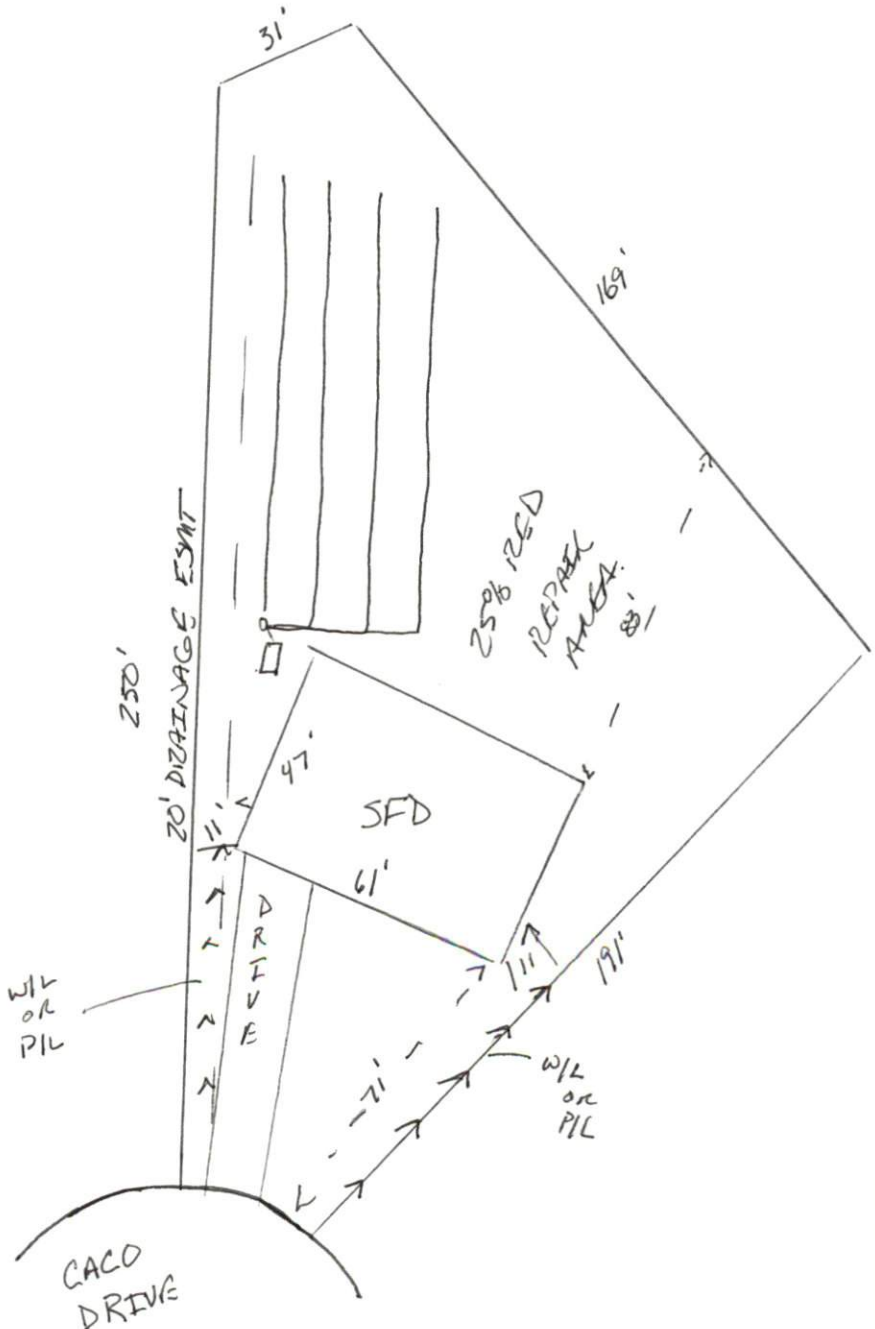 31'
169'
25% RED
REPAIR
AREA.
81'
250'
20' DRAINAGE ESMT
47'
11'
SFD
61'
DRIVE
11'
191'
W/L
OR
P/L
71'
W/L
OR
P/L
CACO
DRIVE